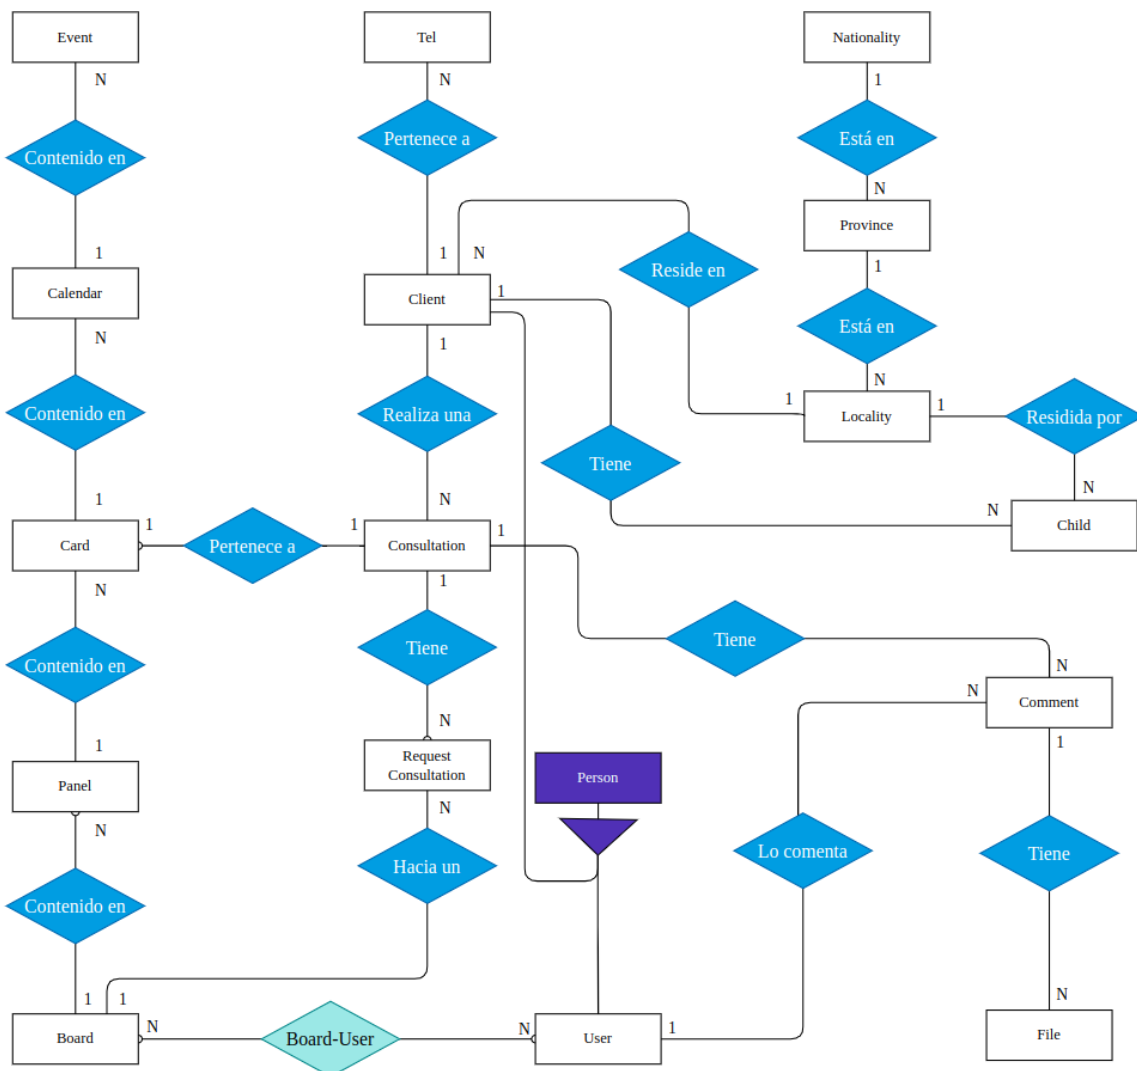 Event
Tel
Nationality
N
N
1
Contenido en
Pertenece a
Está en
N
Province
1
1
N
1
Reside en
Calendar
Client
1
Está en
N
1
N
Contenido en
Realiza una
1
Locality
1
Residida por
Tiene
1
N
N
N
1
1
1
Card
Pertenece a
Consultation
Child
N
1
Contenido en
Tiene
Tiene
N
N
Comment
1
N
1
Panel
Request
Consultation
Person
N
N
Contenido en
Hacia un
Lo comenta
Tiene
1
1
N
N
N
1
Board
Board-User
User
File